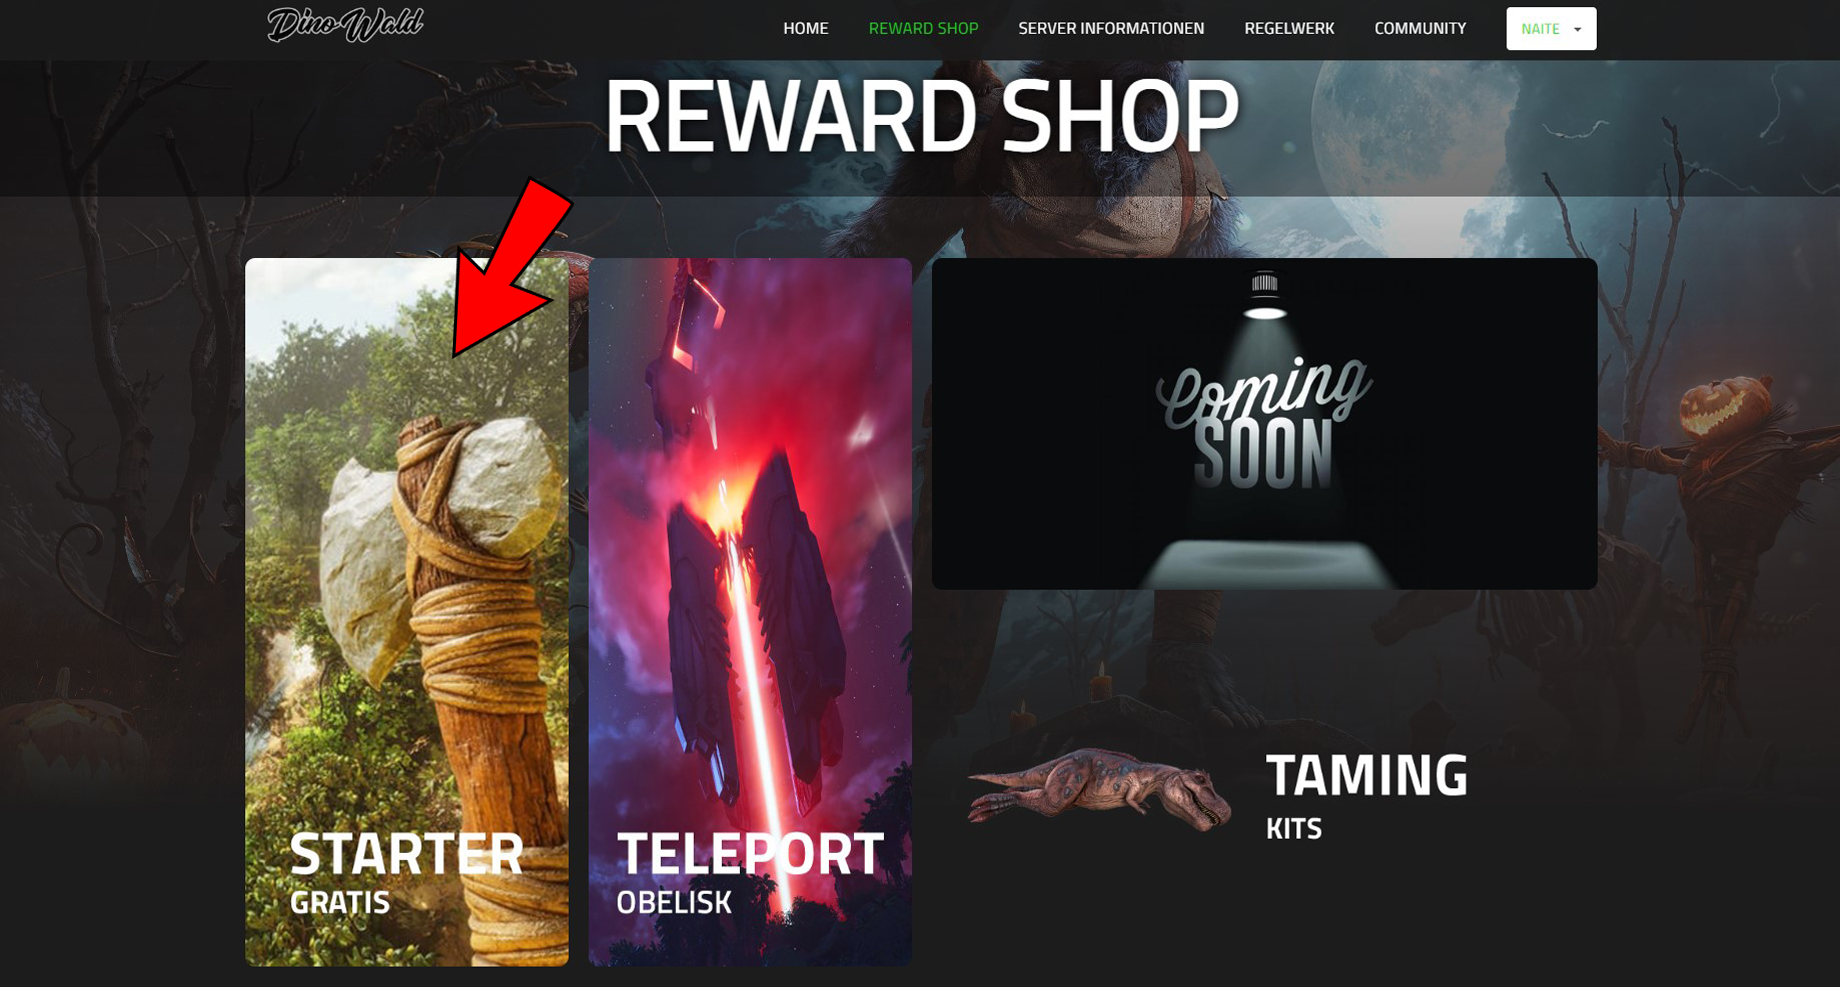 Dino-Wald
HOME
REWARD SHOP
SERVER INFORMATIONEN
REGELWERK
COMMUNITY
NAITE
REWARD SHOP
Coming
SOON
STARTER
GRATIS
TELEPORT
OBELISK
TAMING
KITS